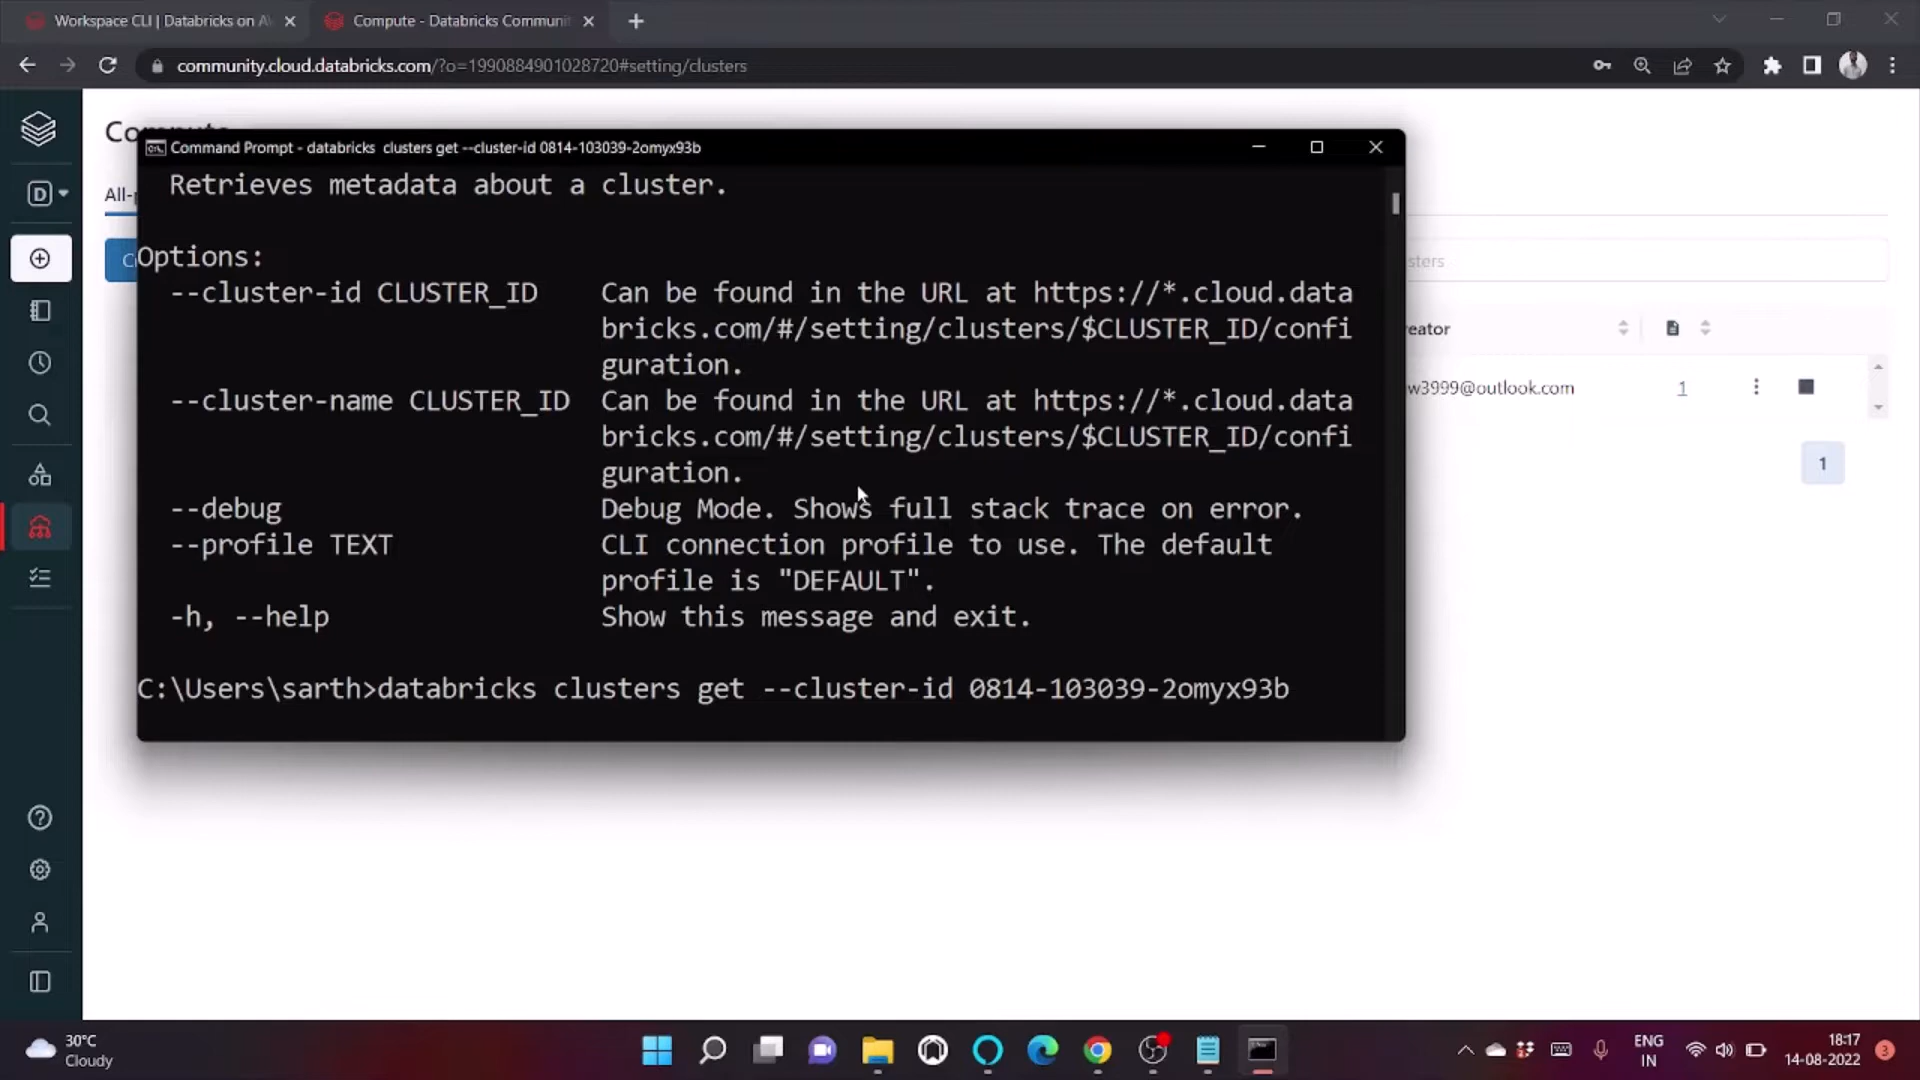 Workspace CLI | Databricks on A
Compute - Databricks Communi
community.cloud.databricks.com/?o=1990884901028720#setting/clusters
Command Prompt - databricks clusters get --cluster-id 0814-103039-2omyx93b
Retrieves metadata about a cluster.
All-
Options:
sters
--cluster-id CLUSTER_ID Can be found in the URL at https://*.cloud.data
bricks.com/#/setting/clusters/$CLUSTER_ID/confi
reator
guration.
--cluster-name CLUSTER_ID Can be found in the URL at https://*.cloud.data
w3999@outlook.com 1
bricks.com/#/setting/clusters/$CLUSTER_ID/confi
guration.
1
--debug Debug Mode. Shows full stack trace on error.
--profile TEXT CLI connection profile to use. The default
profile is "DEFAULT".
-h, --help Show this message and exit.
C:\Users\sarth>databricks clusters get --cluster-id 0814-103039-2omyx93b
30°C
Cloudy
ENG
IN
18:17
14-08-2022
3